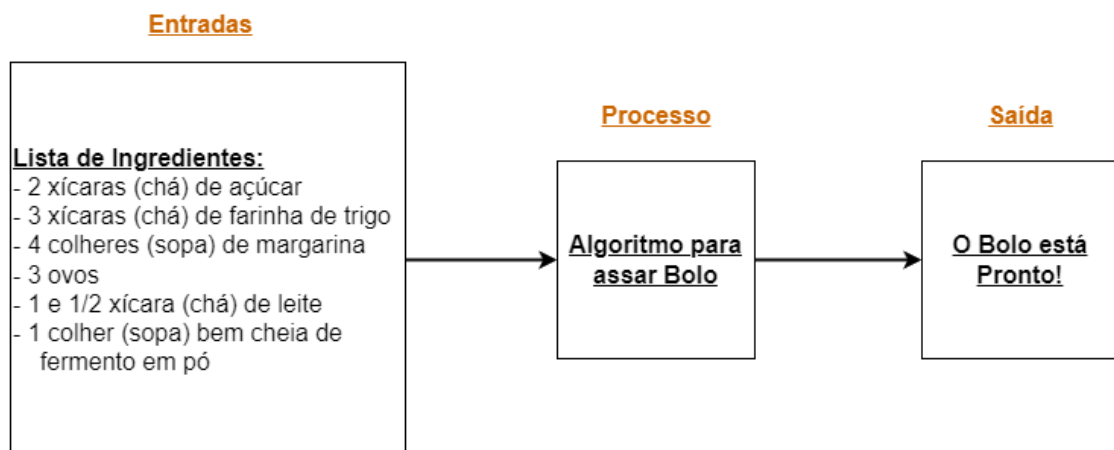 Entradas
Lista de Ingredientes:
- 2 xícaras (chá) de açúcar
- 3 xícaras (chá) de farinha de trigo
- 4 colheres (sopa) de margarina
- 3 ovos
- 1 e 1/2 xícara (chá) de leite
- 1 colher (sopa) bem cheia de
fermento em pó
Processo
Algoritmo para
assar Bolo
Saída
O Bolo está
Pronto!